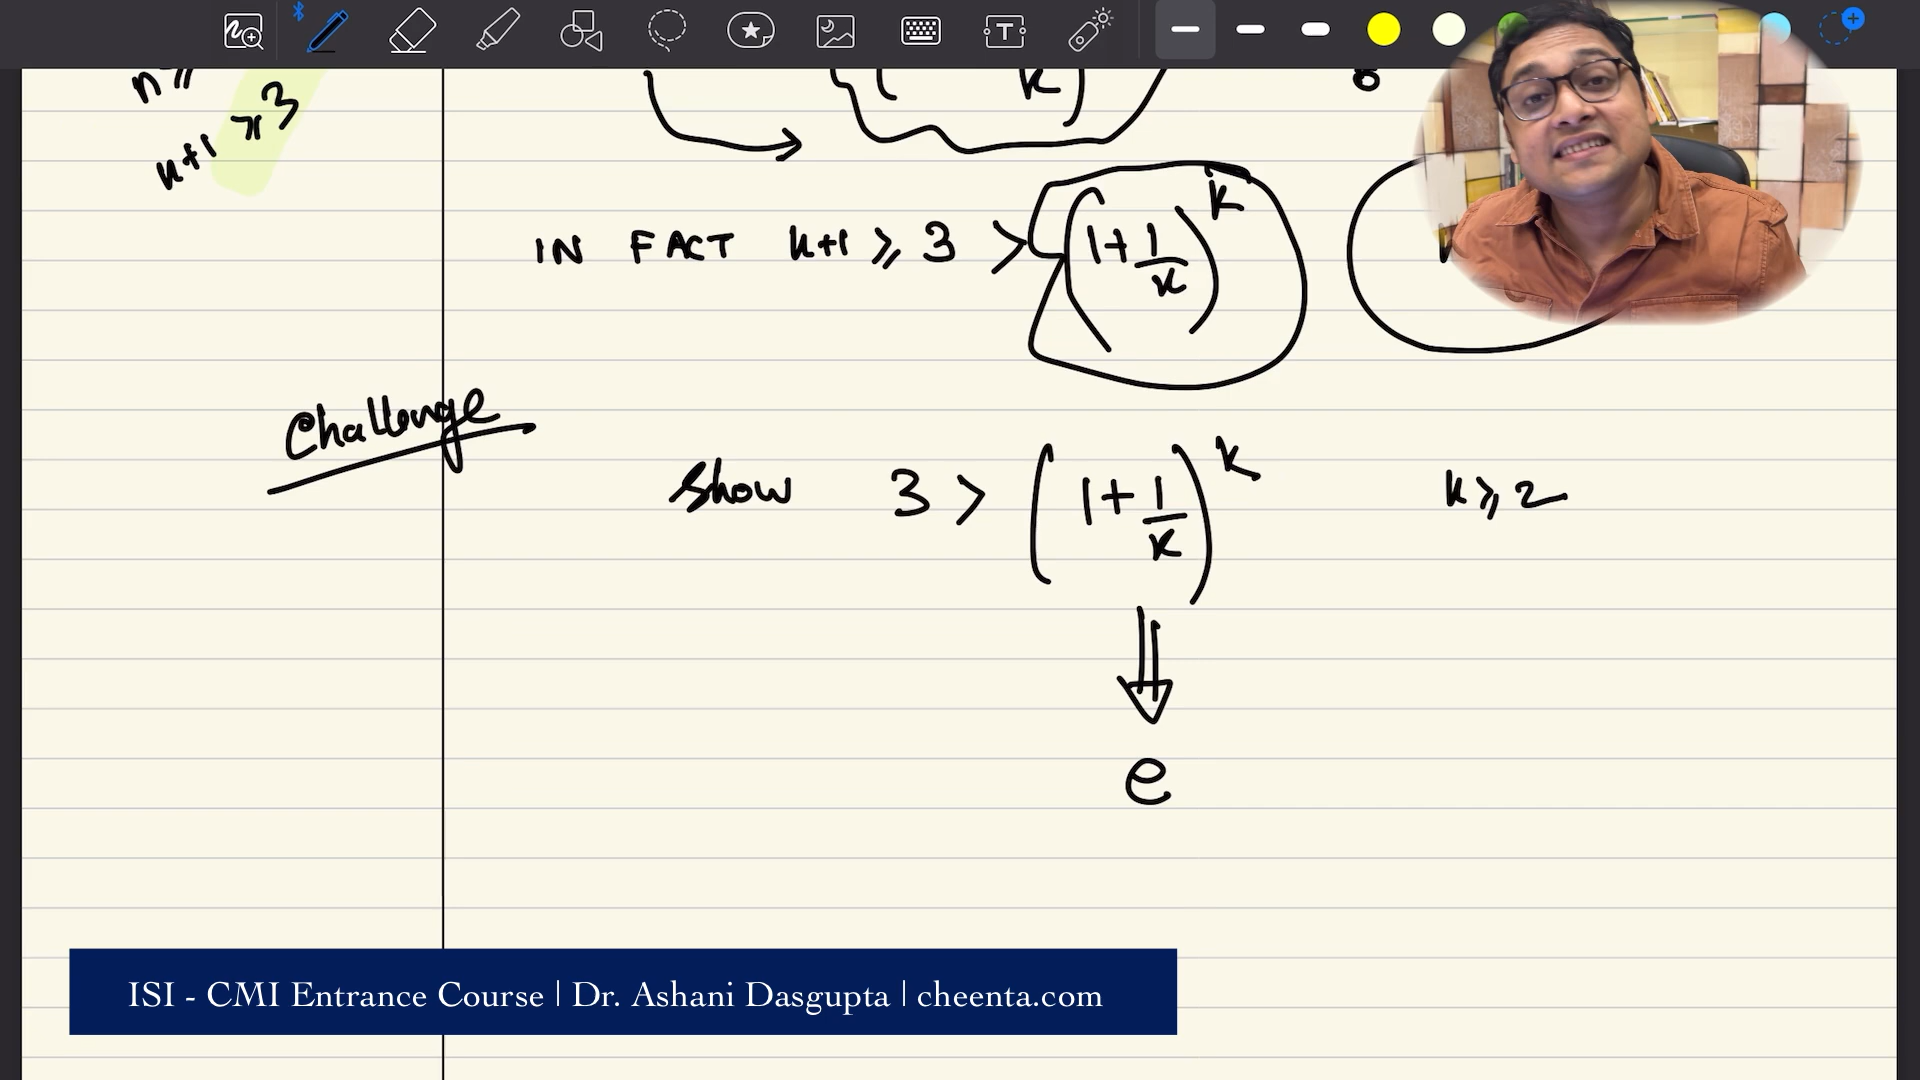 k
n+1 ≥ 3
IN FACT k+1 ≥ 3 > (1 + 1/k)^k
Challenge
Show 3 > (1 + 1/k)^k k ≥ 2
e
ISI - CMI Entrance Course | Dr. Ashani Dasgupta | cheenta.com